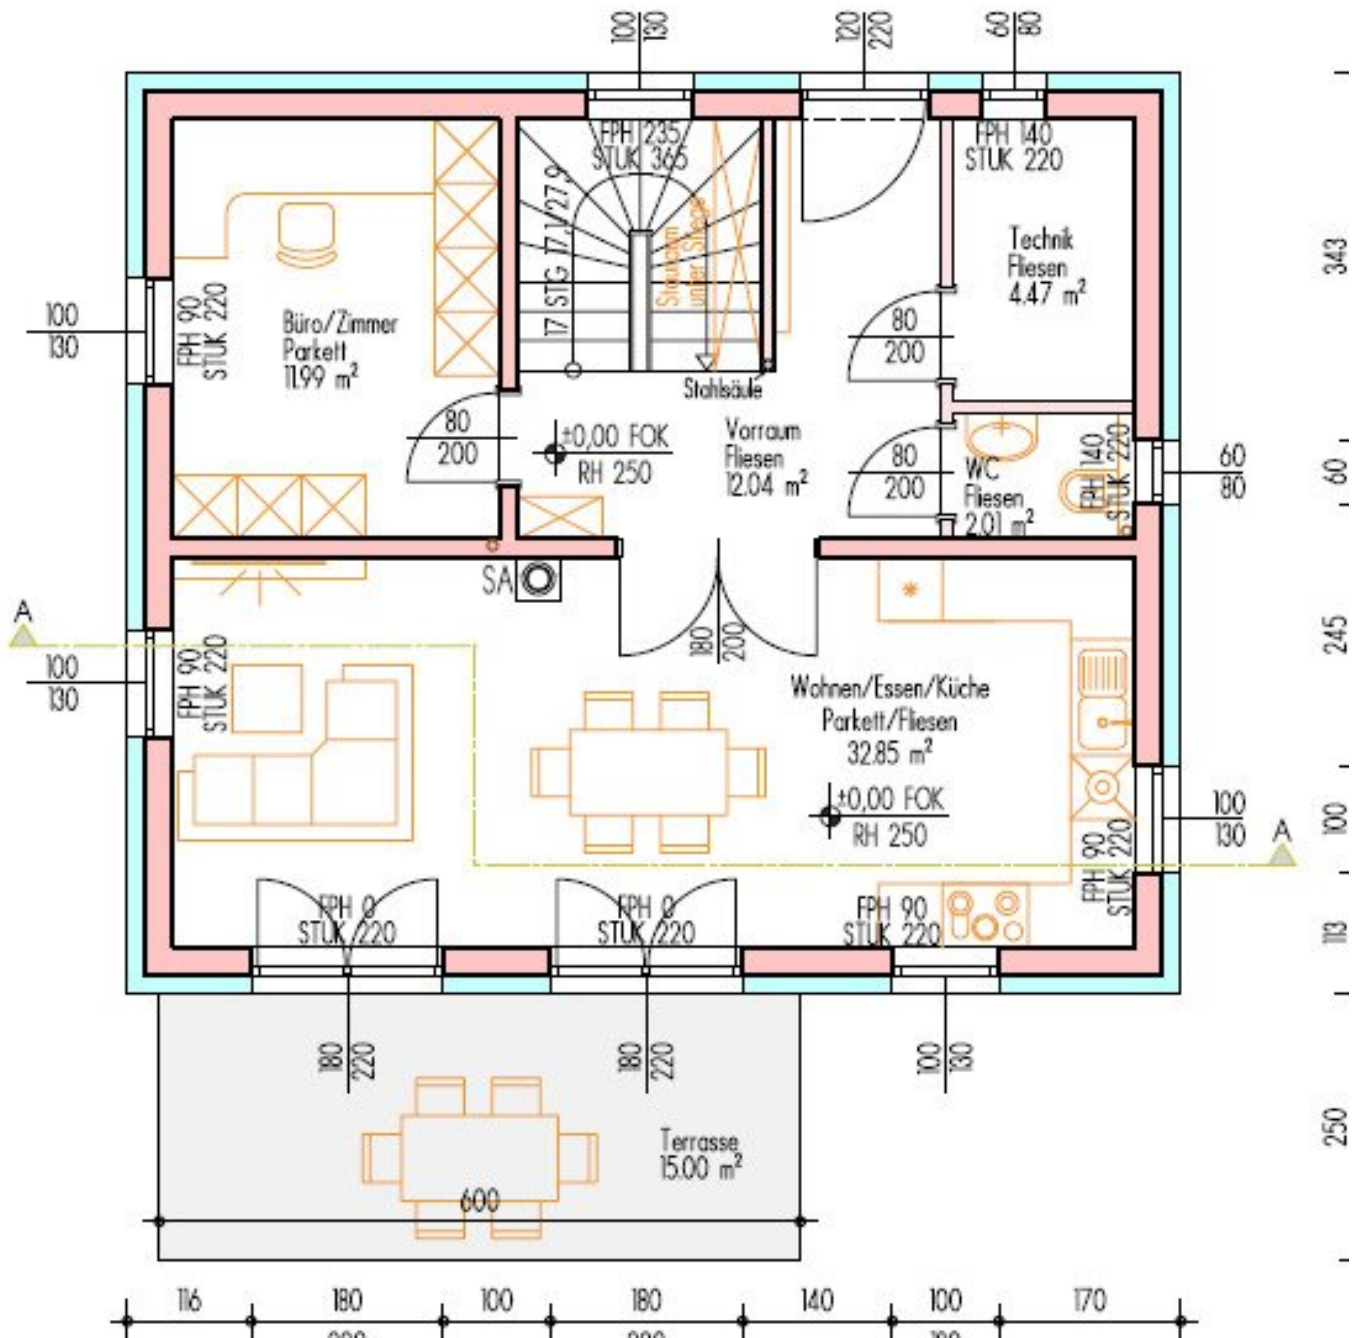 100
130
120
220
60
80
FPH 235
STUK 365
FPH 140
STUK 220
17 STG 17,1/27,9
Stauraum
unter Stiege
Technik
Fliesen
4.47 m²
343
100
130
FPH 90
STUK 220
Büro/Zimmer
Parkett
11.99 m²
80
200
Stahlsäule
80
200
±0,00 FOK
RH 250
Vorraum
Fliesen
12.04 m²
80
200
WC
Fliesen
2.01 m²
FPH 140
STUK 220
60
80
60
SA
A
100
130
FPH 90
STUK 220
180
200
245
Wohnen/Essen/Küche
Parkett/Fliesen
32.85 m²
±0,00 FOK
RH 250
100
130
100
A
FPH 90
STUK 220
FPH 0
STUK 220
FPH 0
STUK 220
FPH 90
STUK 220
113
180
220
180
220
100
130
Terrasse
15.00 m²
250
600
116
180
100
180
140
100
170